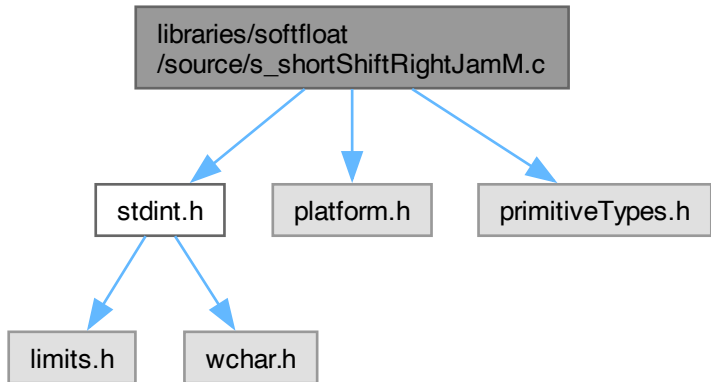 libraries/softfloat
/source/s_shortShiftRightJamM.c
stdint.h
platform.h
primitiveTypes.h
limits.h
wchar.h